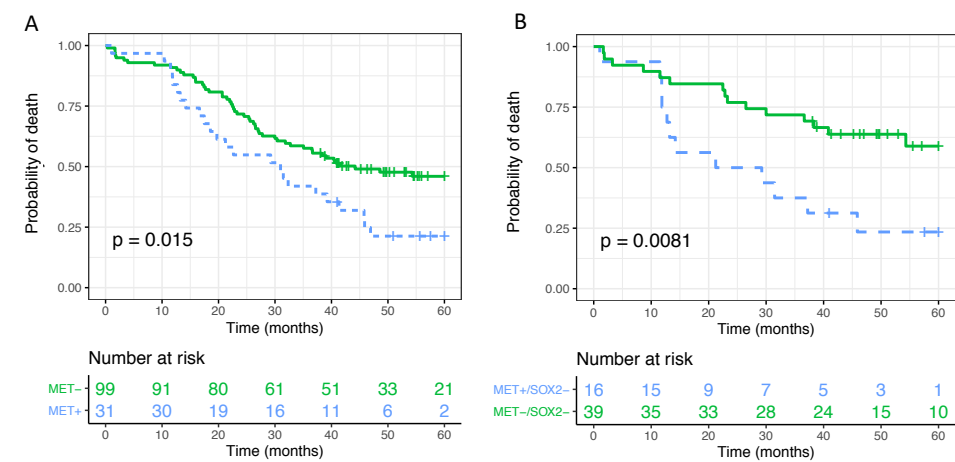 A
Probability of death
1.00
0.75
0.50
0.25
0.00
p = 0.015
0 10 20 30 40 50 60
Time (months)
Number at risk
MET− 99 91 80 61 51 33 21
MET+ 31 30 19 16 11 6 2
0 10 20 30 40 50 60
Time (months)
B
Probability of death
1.00
0.75
0.50
0.25
0.00
p = 0.0081
0 10 20 30 40 50 60
Time (months)
Number at risk
MET+/SOX2− 16 15 9 7 5 3 1
MET−/SOX2− 39 35 33 28 24 15 10
0 10 20 30 40 50 60
Time (months)